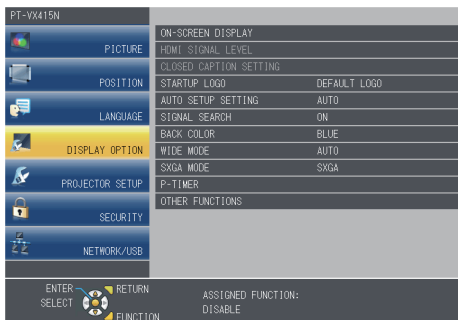 PT-VX415N
PICTURE
POSITION
LANGUAGE
DISPLAY OPTION
PROJECTOR SETUP
SECURITY
NETWORK/USB
ON-SCREEN DISPLAY
HDMI SIGNAL LEVEL
CLOSED CAPTION SETTING
STARTUP LOGO DEFAULT LOGO
AUTO SETUP SETTING AUTO
SIGNAL SEARCH ON
BACK COLOR BLUE
WIDE MODE AUTO
SXGA MODE SXGA
P-TIMER
OTHER FUNCTIONS
ENTER RETURN
SELECT
FUNCTION
ASSIGNED FUNCTION:
DISABLE